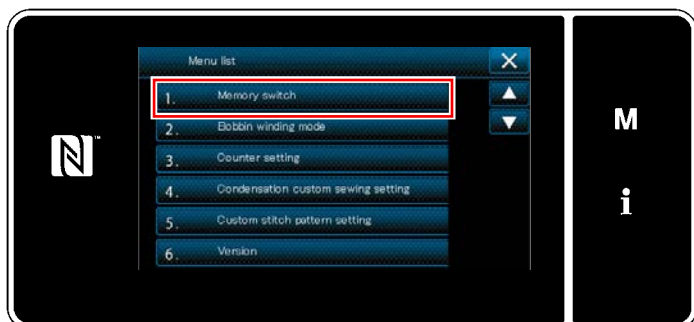 Menu list
1. Memory switch
2. Bobbin winding mode
3. Counter setting
4. Condensation custom sewing setting
5. Custom stitch pattern setting
6. Version
M
i